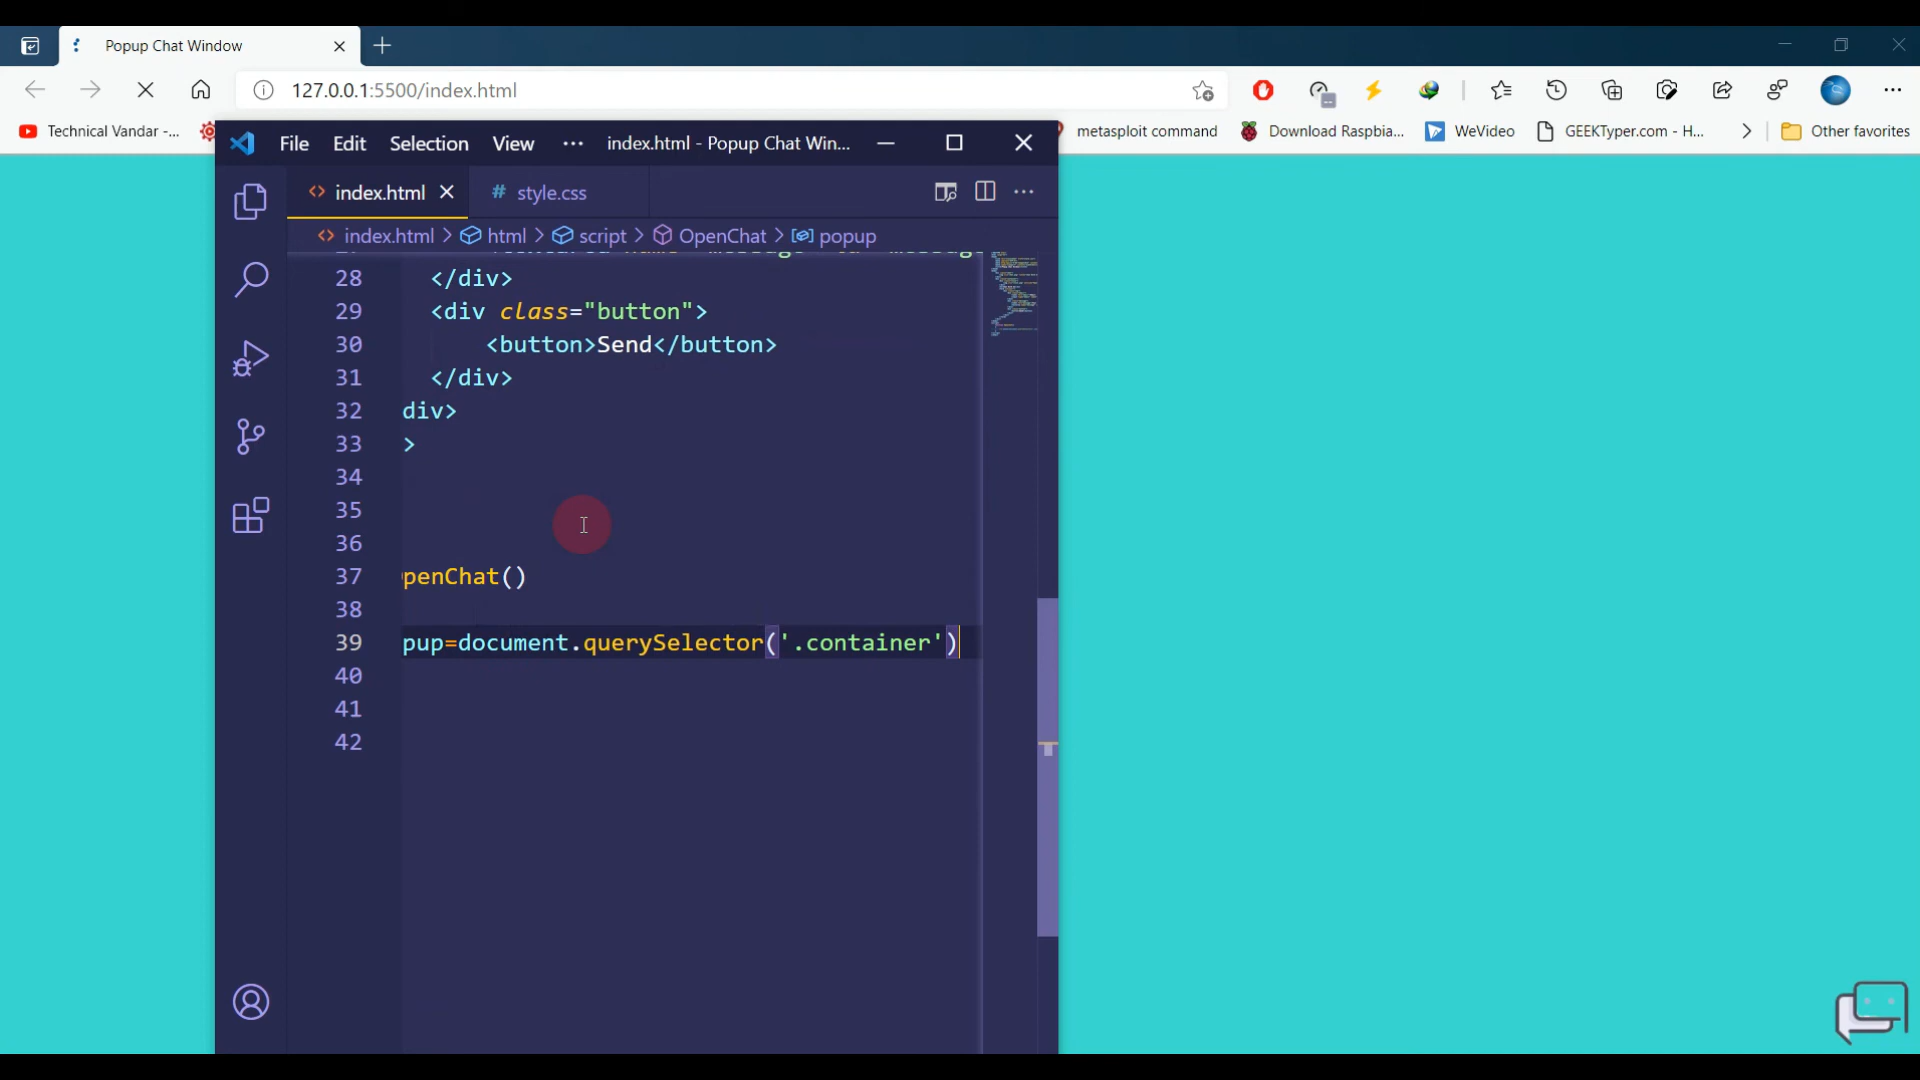 Popup Chat Window
127.0.0.1:5500/index.html
Technical Vandar -...
metasploit command
Download Raspbia...
WeVideo
GEEKTyper.com - H...
Other favorites
File Edit Selection View ... index.html - Popup Chat Win...
index.html
# style.css
index.html > html > script > OpenChat > popup
28 </div>
29 <div class="button">
30 <button>Send</button>
31 </div>
32 div>
33 >
34
35
36
37 penChat()
38
39 pup=document.querySelector('.container')
40
41
42